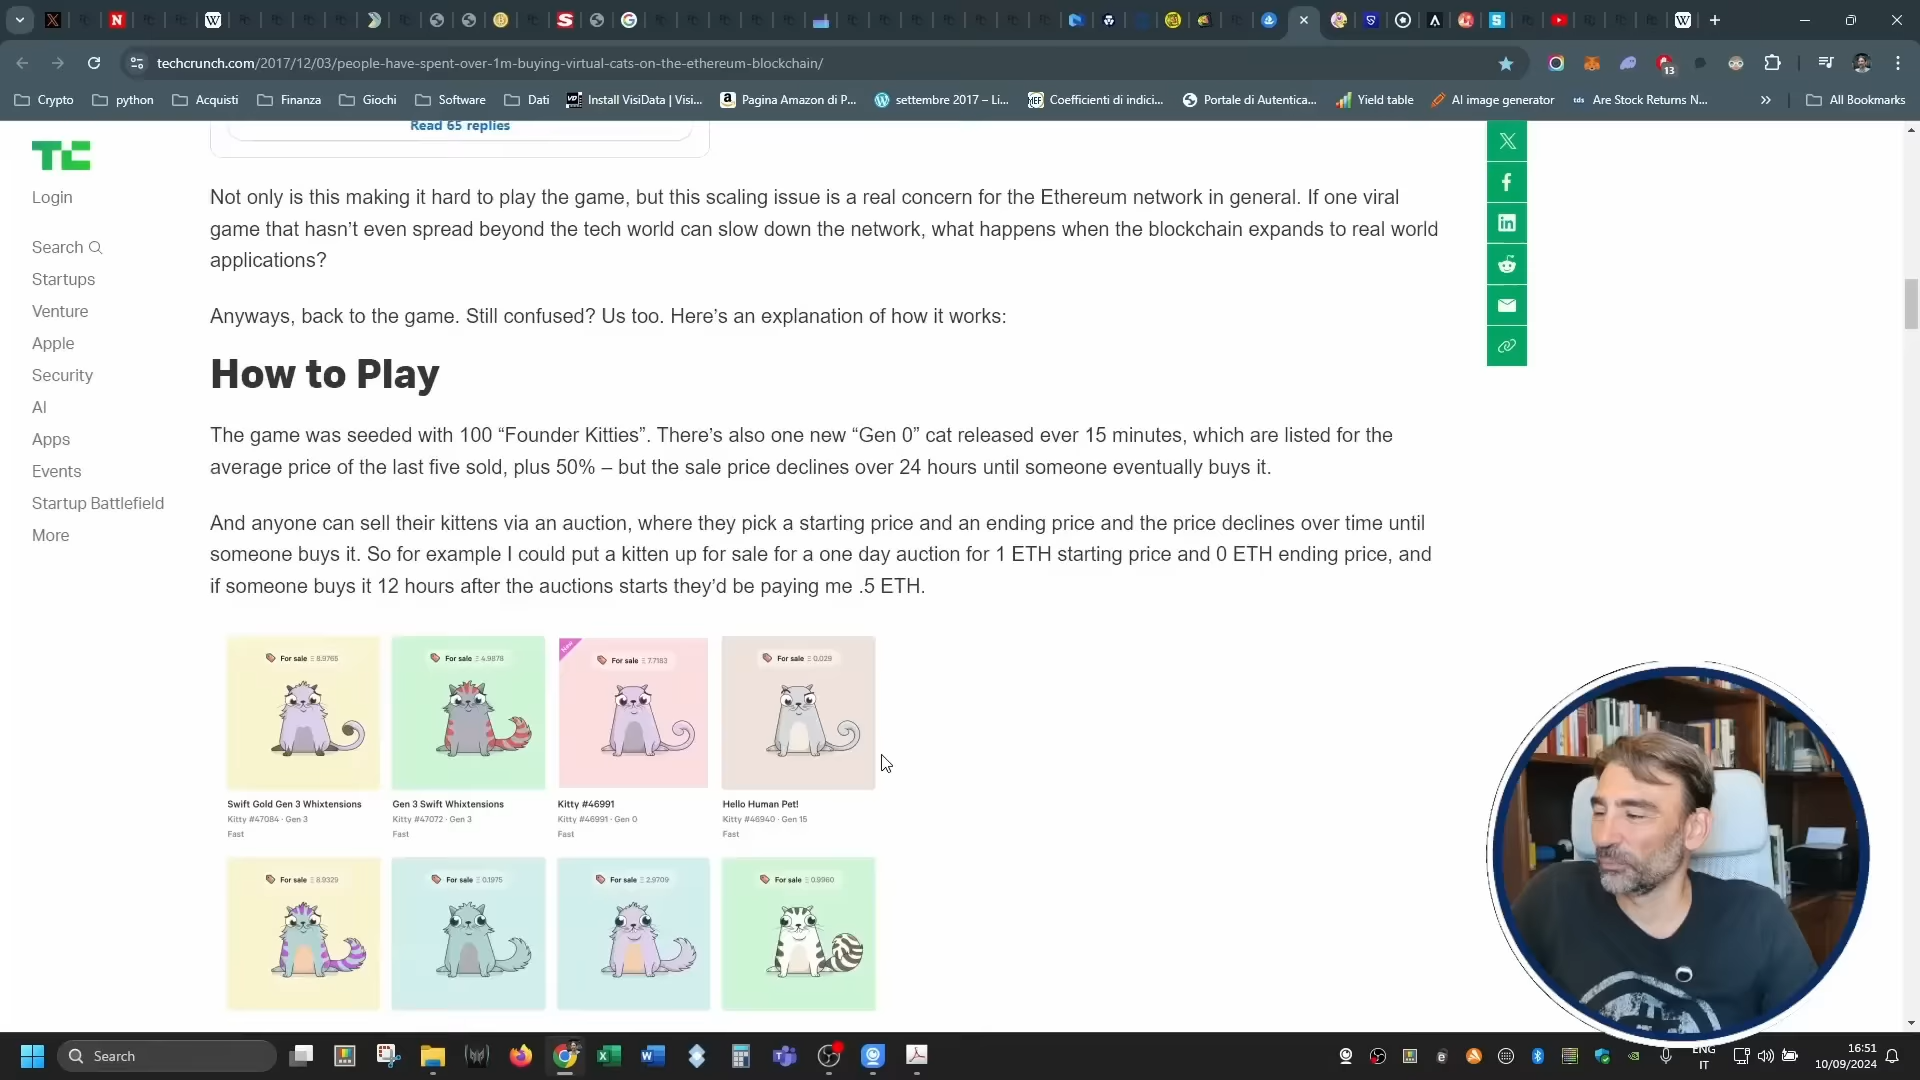 techcrunch.com/2017/12/03/people-have-spent-over-1m-buying-virtual-cats-on-the-ethereum-blockchain/
13
Crypto
python
Acquisti
Finanza
Giochi
Software
Dati
Install VisiData | Visi...
Pagina Amazon di P...
settembre 2017 – Li...
Coefficienti di indici...
Portale di Autentica...
Yield table
AI image generator
Are Stock Returns N...
All Bookmarks
TC
Login
Search
Startups
Venture
Apple
Security
AI
Apps
Events
Startup Battlefield
More
Read 65 replies
Not only is this making it hard to play the game, but this scaling issue is a real concern for the Ethereum network in general. If one viral
game that hasn’t even spread beyond the tech world can slow down the network, what happens when the blockchain expands to real world
applications?
Anyways, back to the game. Still confused? Us too. Here’s an explanation of how it works:
How to Play
The game was seeded with 100 “Founder Kitties”. There’s also one new “Gen 0” cat released ever 15 minutes, which are listed for the
average price of the last five sold, plus 50% – but the sale price declines over 24 hours until someone eventually buys it.
And anyone can sell their kittens via an auction, where they pick a starting price and an ending price and the price declines over time until
someone buys it. So for example I could put a kitten up for sale for a one day auction for 1 ETH starting price and 0 ETH ending price, and
if someone buys it 12 hours after the auctions starts they’d be paying me .5 ETH.
For sale Ξ 8.9765
For sale Ξ 4.9878
New
For sale Ξ 7.7183
For sale Ξ 0.029
Swift Gold Gen 3 Whixtensions
Kitty #47084 · Gen 3
Fast
Gen 3 Swift Whixtensions
Kitty #47072 · Gen 3
Fast
Kitty #46991
Kitty #46991 · Gen 0
Fast
Hello Human Pet!
Kitty #46940 · Gen 15
Fast
For sale Ξ 8.9329
For sale Ξ 0.1975
For sale Ξ 2.9709
For sale Ξ 0.9960
Search
ENG
IT
16:51
10/09/2024